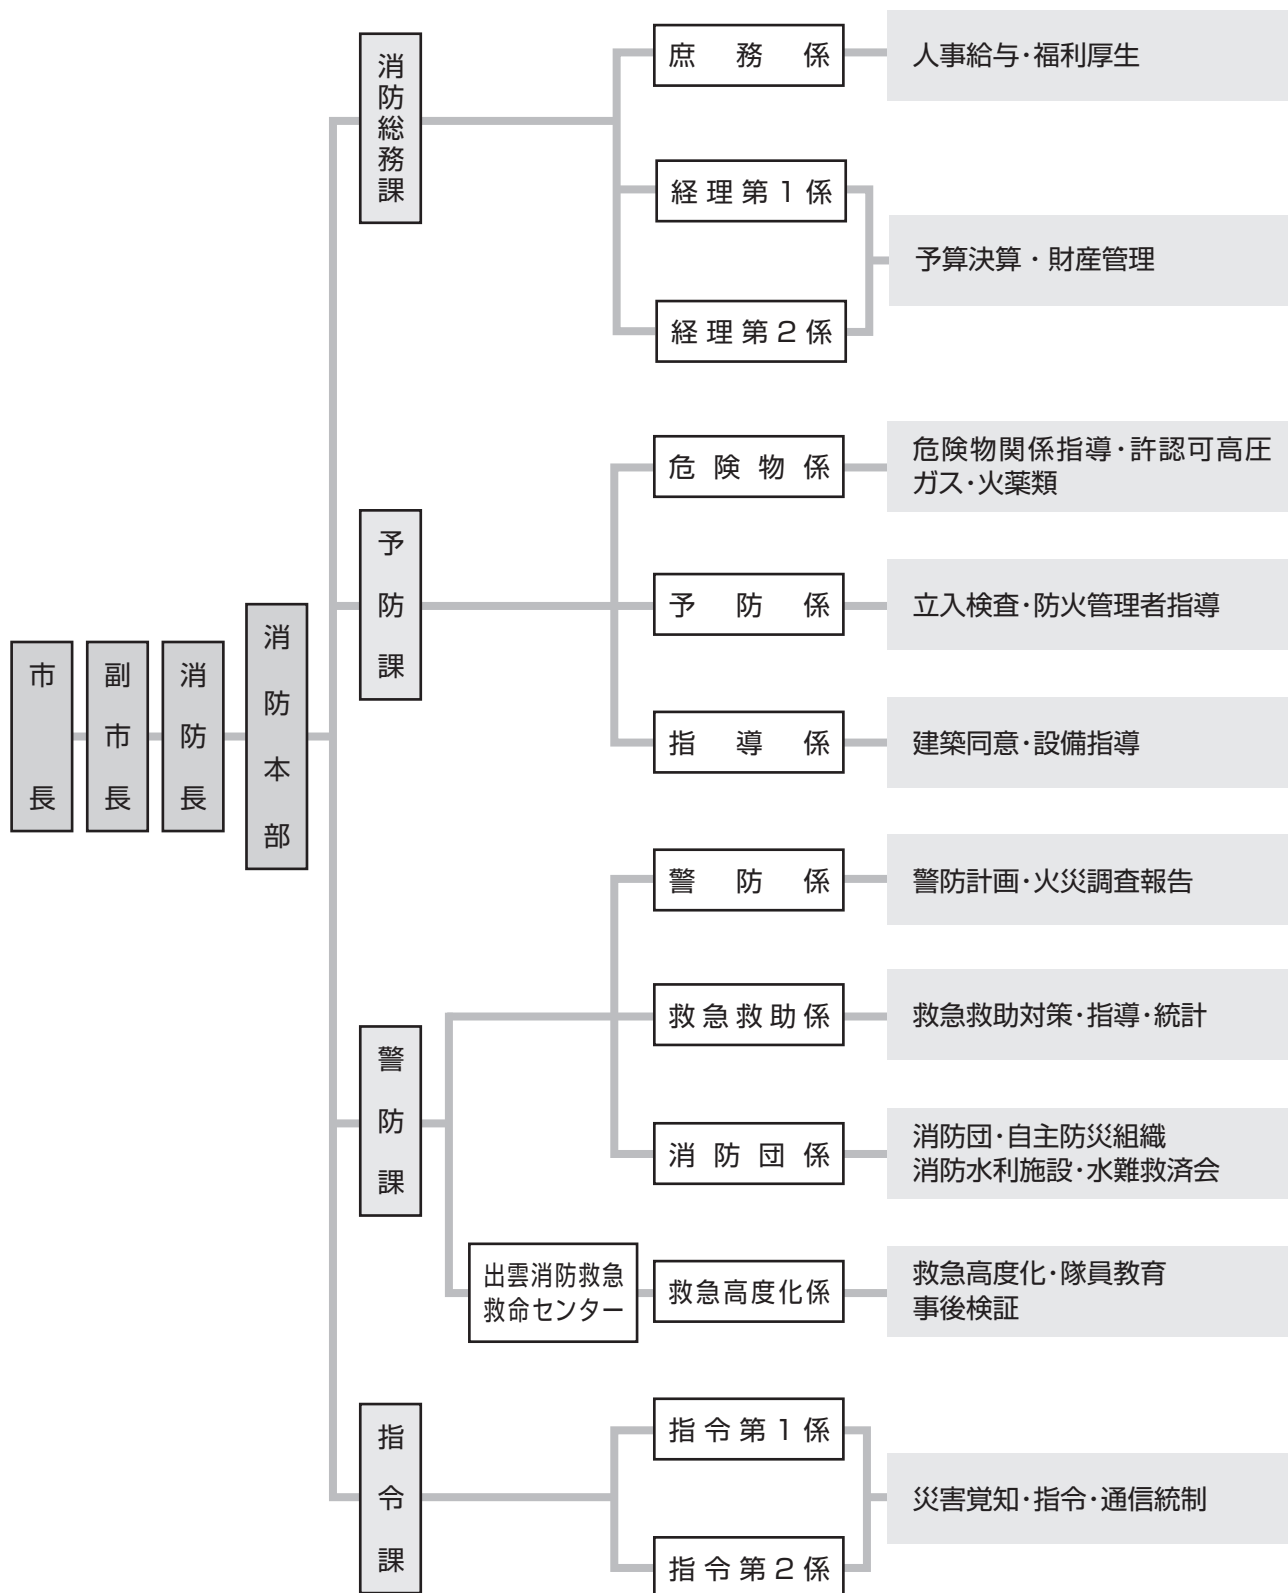 市長
副市長
消防長
消防本部
消防総務課
庶務係
人事給与・福利厚生
経理第1係
経理第2係
予算決算・財産管理
予防課
危険物係
危険物関係指導・許認可高圧
ガス・火薬類
予防係
立入検査・防火管理者指導
指導係
建築同意・設備指導
警防課
警防係
警防計画・火災調査報告
救急救助係
救急救助対策・指導・統計
消防団係
消防団・自主防災組織
消防水利施設・水難救済会
出雲消防救急
救命センター
救急高度化係
救急高度化・隊員教育
事後検証
指令課
指令第1係
指令第2係
災害覚知・指令・通信統制